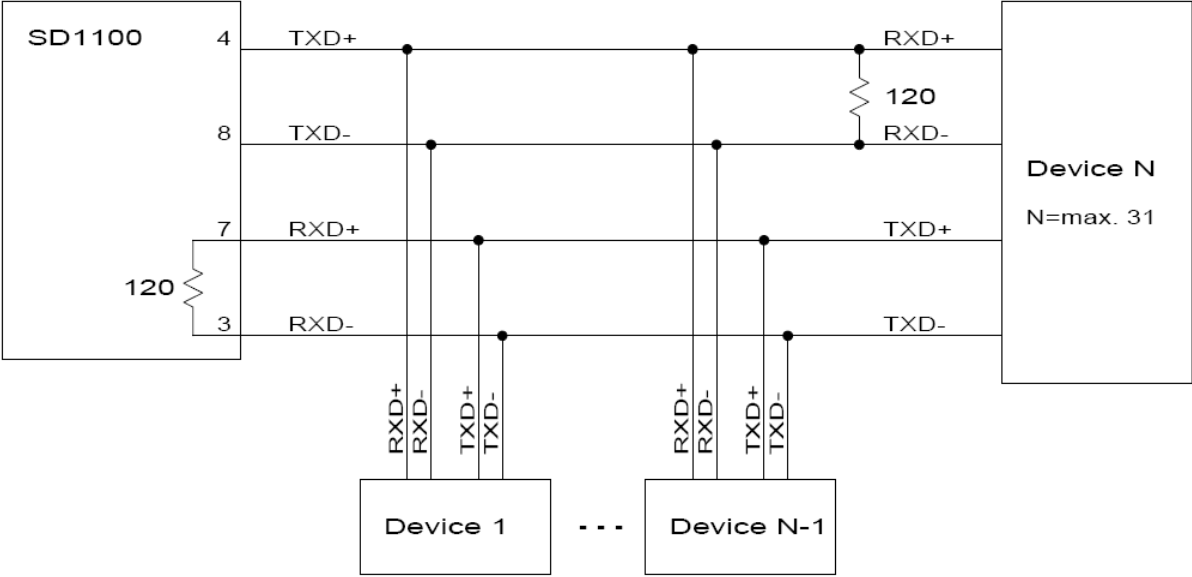 SD1100 4 TXD+ RXD+
120
8 TXD- RXD-
Device N
N=max. 31
7 RXD+ TXD+
120
3 RXD- TXD-
RXD+ RXD- TXD+ TXD- RXD+ RXD- TXD+ TXD-
Device 1 ... Device N-1